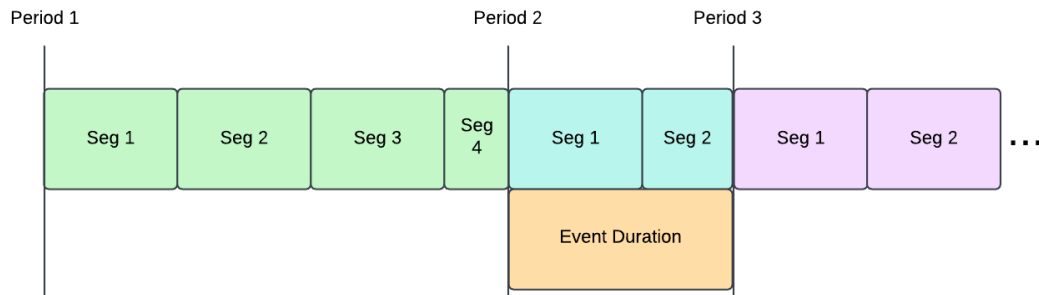 Period 1
Period 2
Period 3
Seg 1
Seg 2
Seg 3
Seg
4
Seg 1
Seg 2
Seg 1
Seg 2
...
Event Duration